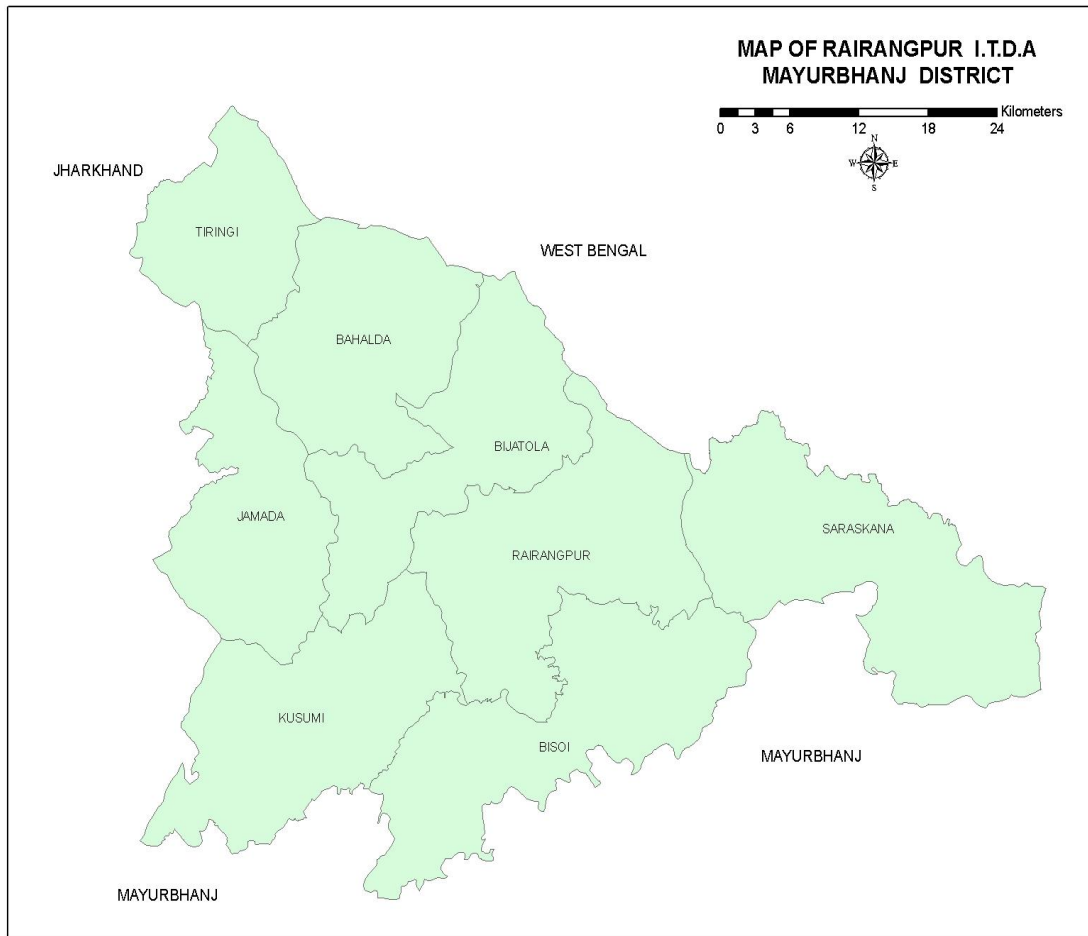 MAP OF RAIRANGPUR I.T.D.A
MAYURBHANJ DISTRICT
Kilometers
0 3 6 12 18 24
N
W E
S
JHARKHAND
TIRINGI
WEST BENGAL
BAHALDA
BIJATOLA
JAMADA
SARASKANA
RAIRANGPUR
KUSUMI
BISOI
MAYURBHANJ
MAYURBHANJ